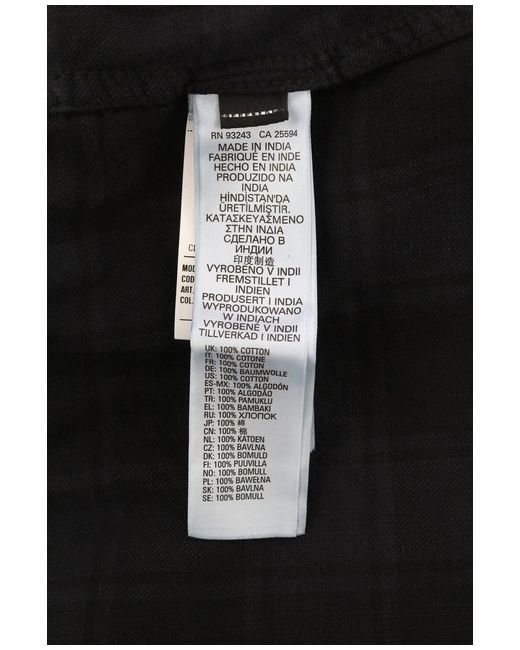 RN 93243 CA 25594
MADE IN INDIA
FABRIQUÉ EN INDE
HECHO EN INDIA
PRODUZIDO NA
INDIA
HİNDİSTAN'DA
ÜRETİLMİŞTİR.
ΚΑΤΑΣΚΕΥΑΣΜΕΝΟ
ΣΤΗΝ ΙΝΔΙΑ
СДЕЛАНО В
ИНДИИ
印度制造
VYROBENO V INDII
FREMSTILLET I
INDIEN
PRODUSERT I INDIA
WYPRODUKOWANO
W INDIACH
VYROBENÉ V INDII
TILLVERKAD I INDIEN
UK: 100% COTTON
IT: 100% COTONE
FR: 100% COTON
DE: 100% BAUMWOLLE
US: 100% COTTON
ES-MX: 100% ALGODÓN
PT: 100% ALGODÃO
TR: 100% PAMUKLU
EL: 100% BAMBAKI
RU: 100% ХЛОПОК
JP: 100% 綿
CN: 100% 棉
NL: 100% KATOEN
CZ: 100% BAVLNA
DK: 100% BOMULD
FI: 100% PUUVILLA
NO: 100% BOMULL
PL: 100% BAWEŁNA
SK: 100% BAVLNA
SE: 100% BOMULL
MOD
COD
ART.
COL.